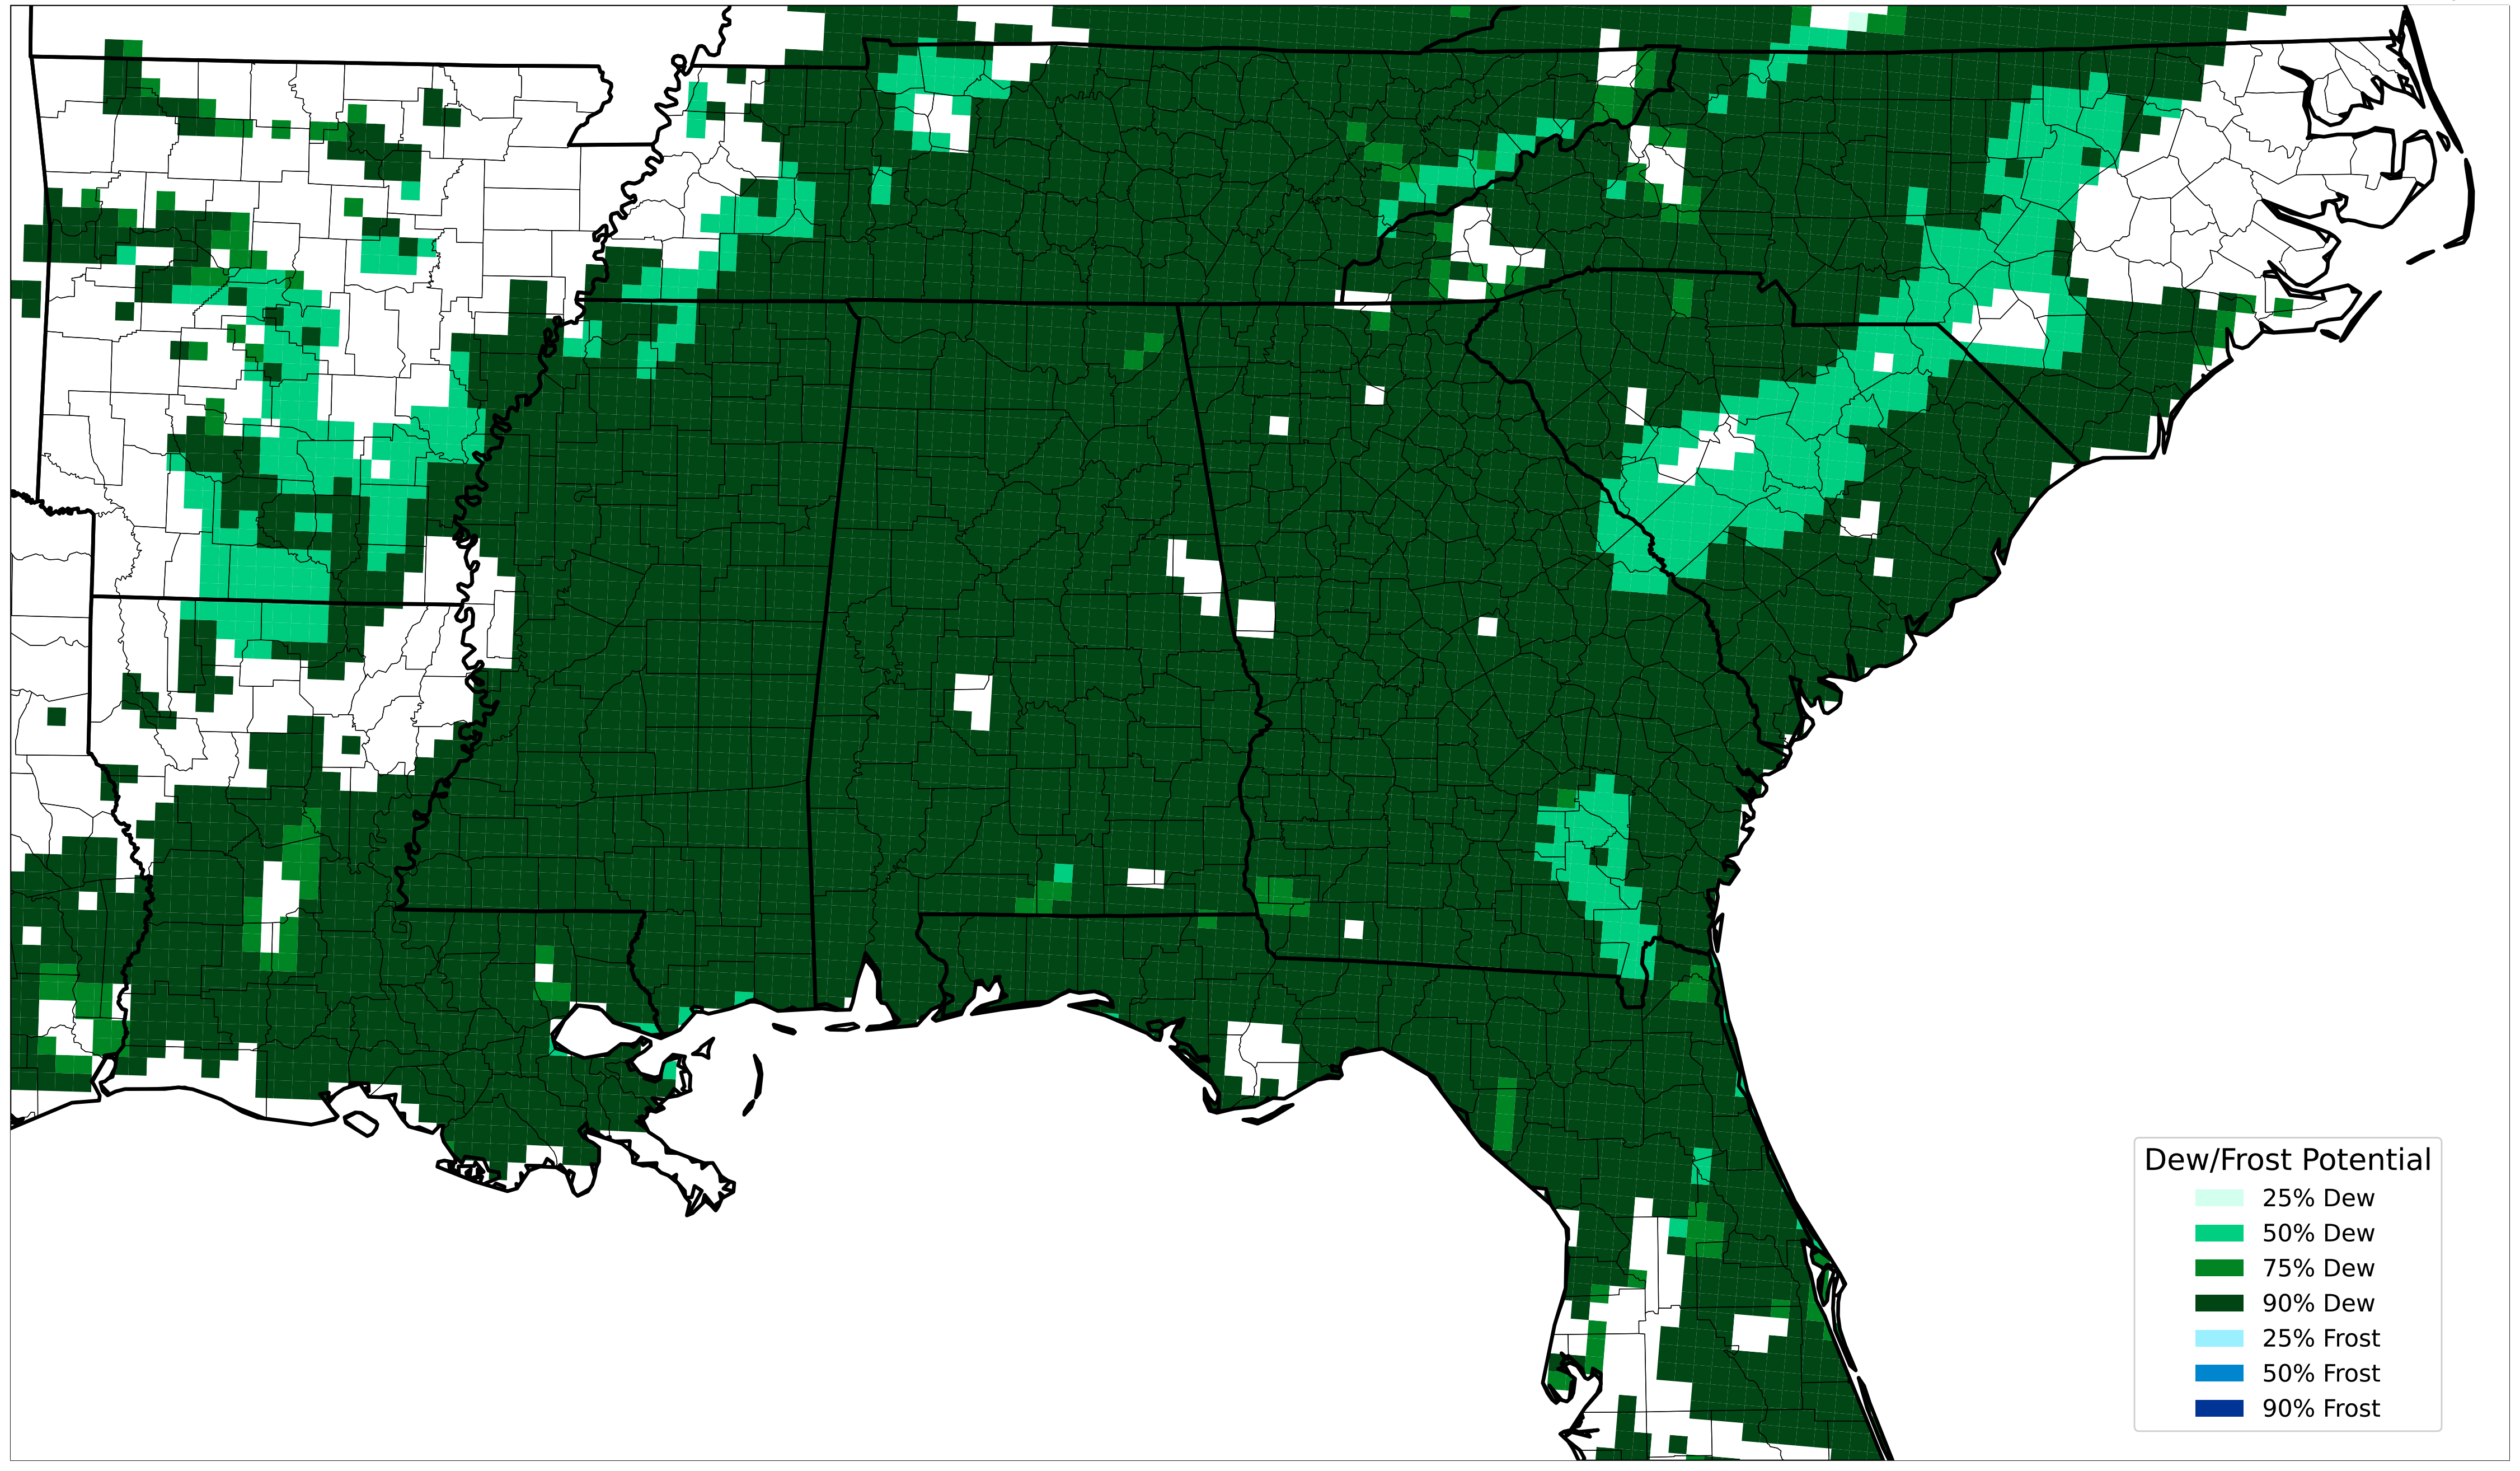 Dew/Frost Potential
25% Dew
50% Dew
75% Dew
90% Dew
25% Frost
50% Frost
90% Frost